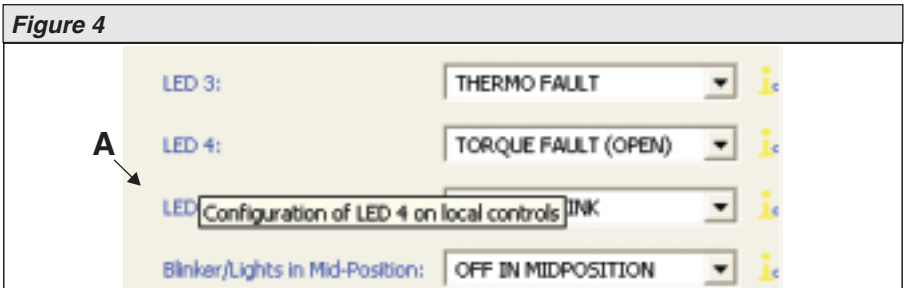 Figure 4
LED 3: THERMO FAULT
LED 4: TORQUE FAULT (OPEN)
A
LED Configuration of LED 4 on local controls INK
Blinker/Lights in Mid-Position: OFF IN MIDPOSITION